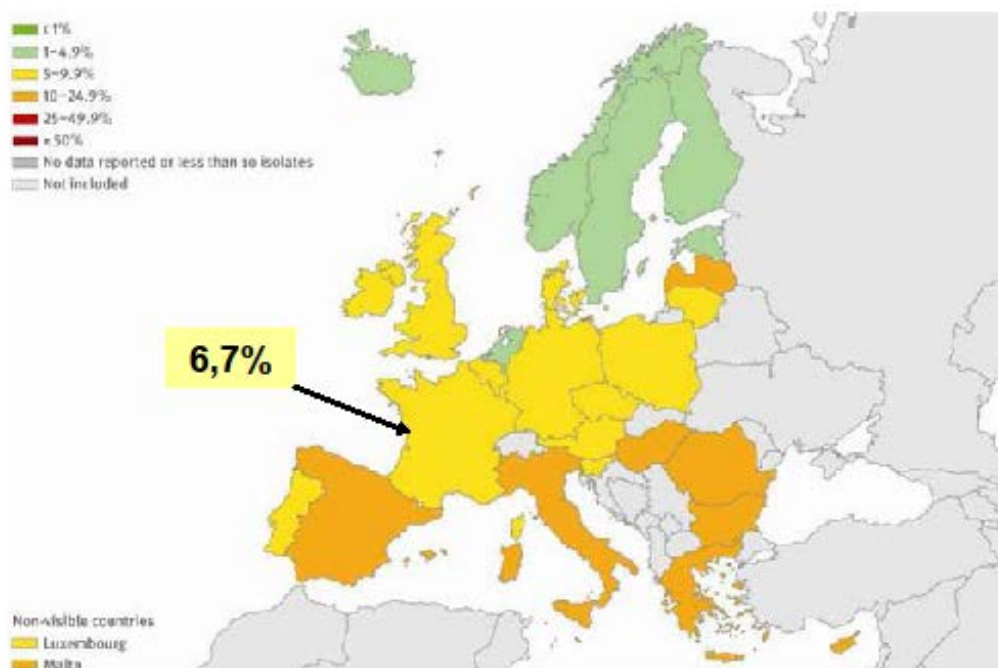 < 1%
1–4.9%
5–9.9%
10–24.9%
25–49.9%
≥ 50%
No data reported or less than 10 isolates
Not included
6,7%
Non-visible countries
Luxembourg
Malta